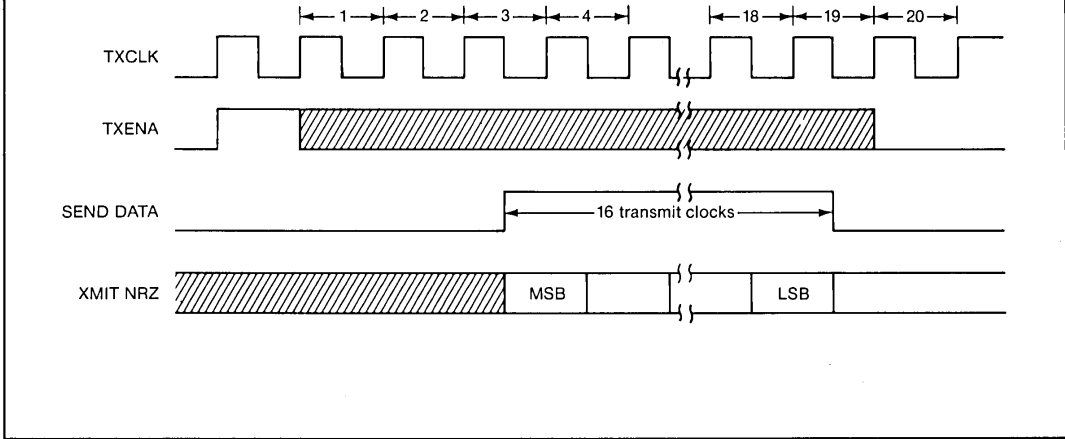 1 2 3 4 18 19 20
TXCLK
TXENA
SEND DATA
16 transmit clocks
XMIT NRZ
MSB
LSB